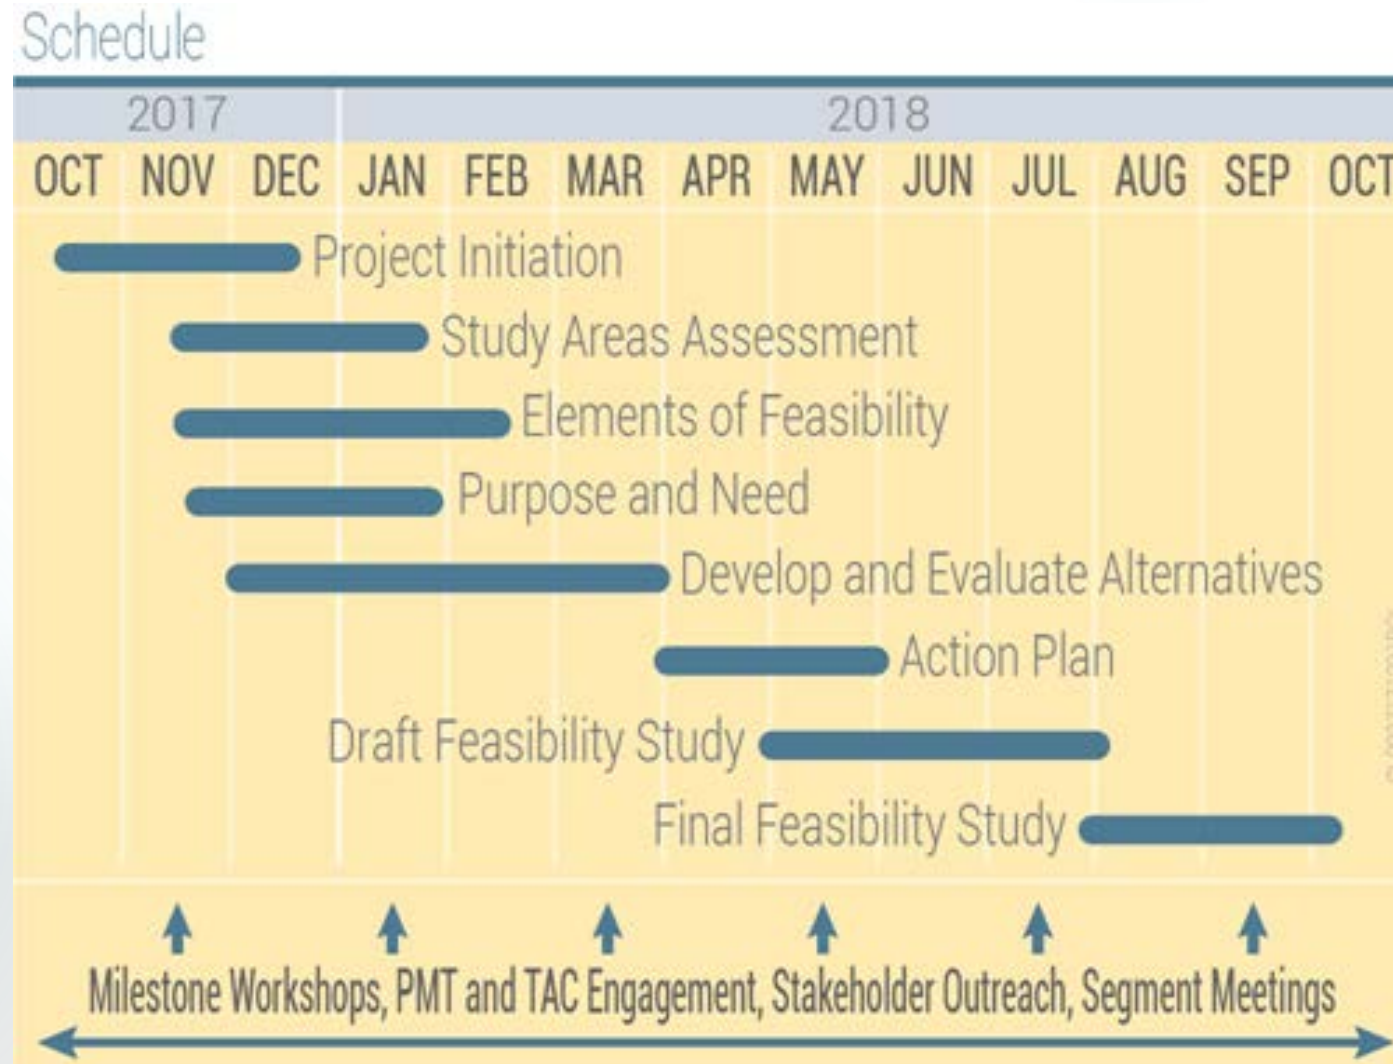 Schedule
2017 2018
OCT NOV DEC JAN FEB MAR APR MAY JUN JUL AUG SEP OCT
Project Initiation
Study Areas Assessment
Elements of Feasibility
Purpose and Need
Develop and Evaluate Alternatives
Action Plan
Draft Feasibility Study
Final Feasibility Study
Milestone Workshops, PMT and TAC Engagement, Stakeholder Outreach, Segment Meetings